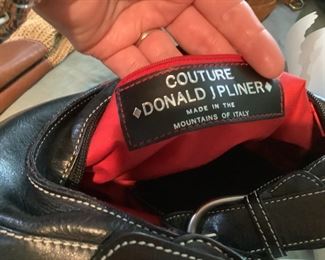 COUTURE
◆DONALD J PLINER◆
MADE IN THE
MOUNTAINS OF ITALY